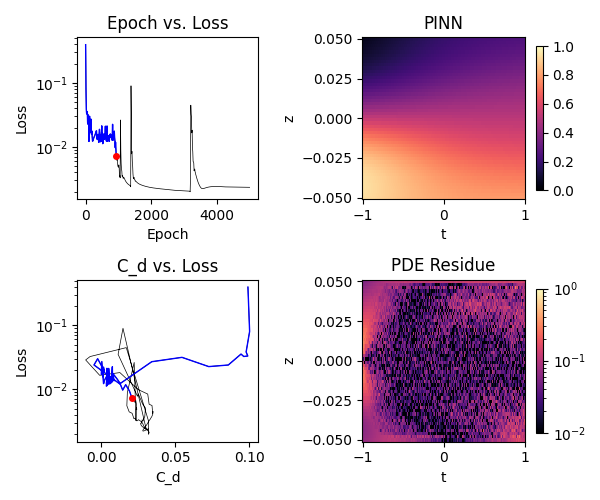 Epoch vs. Loss
Loss
10⁻¹
10⁻²
0
2000
4000
Epoch
PINN
z
0.050
0.025
0.000
−0.025
−0.050
−1
0
1
t
1.0
0.8
0.6
0.4
0.2
0.0
C_d vs. Loss
Loss
10⁻¹
10⁻²
0.00
0.05
0.10
C_d
PDE Residue
z
0.050
0.025
0.000
−0.025
−0.050
−1
0
1
t
10⁰
10⁻¹
10⁻²